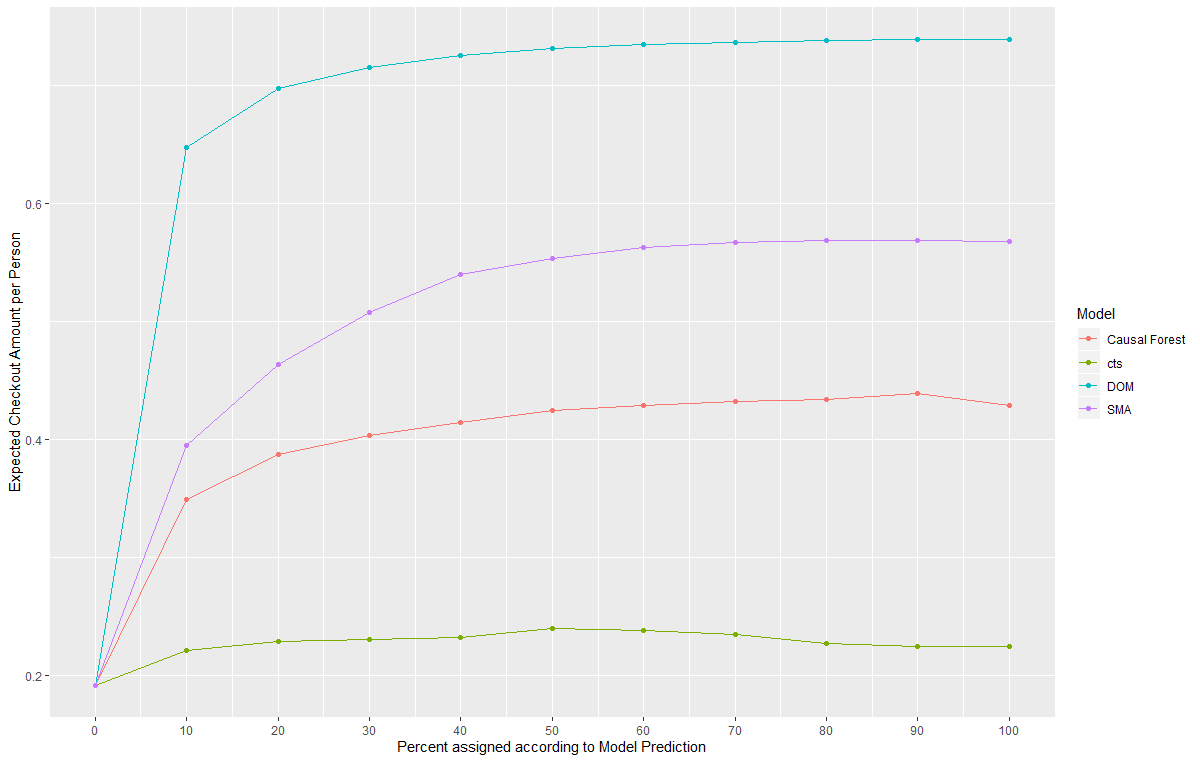 Expected Checkout Amount per Person
0.6
0.4
0.2
0 10 20 30 40 50 60 70 80 90 100
Percent assigned according to Model Prediction
Model
Causal Forest
cts
DOM
SMA